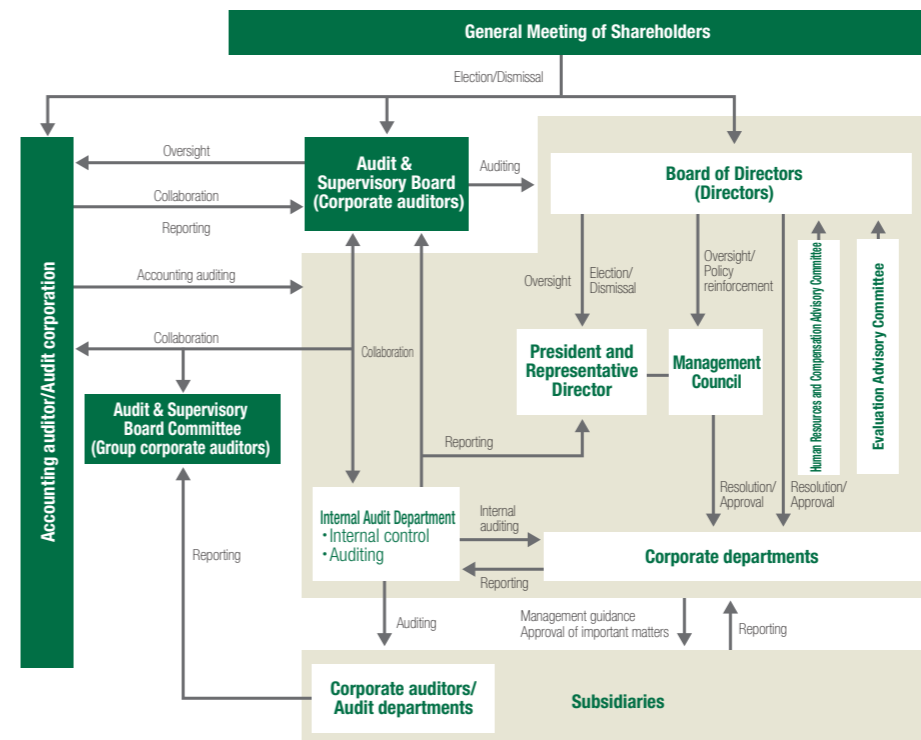 General Meeting of Shareholders
Election/Dismissal
Accounting auditor/Audit corporation
Oversight
Collaboration
Reporting
Audit &
Supervisory Board
(Corporate auditors)
Auditing
Board of Directors
(Directors)
Accounting auditing
Oversight
Election/
Dismissal
Oversight/
Policy
reinforcement
Human Resources and Compensation Advisory Committee
Evaluation Advisory Committee
Collaboration
Collaboration
President and
Representative
Director
Management
Council
Audit & Supervisory
Board Committee
(Group corporate auditors)
Reporting
Resolution/
Approval
Resolution/
Approval
Internal Audit Department
・Internal control
・Auditing
Internal
auditing
Reporting
Corporate departments
Reporting
Auditing
Management guidance
Approval of important matters
Reporting
Corporate auditors/
Audit departments
Subsidiaries